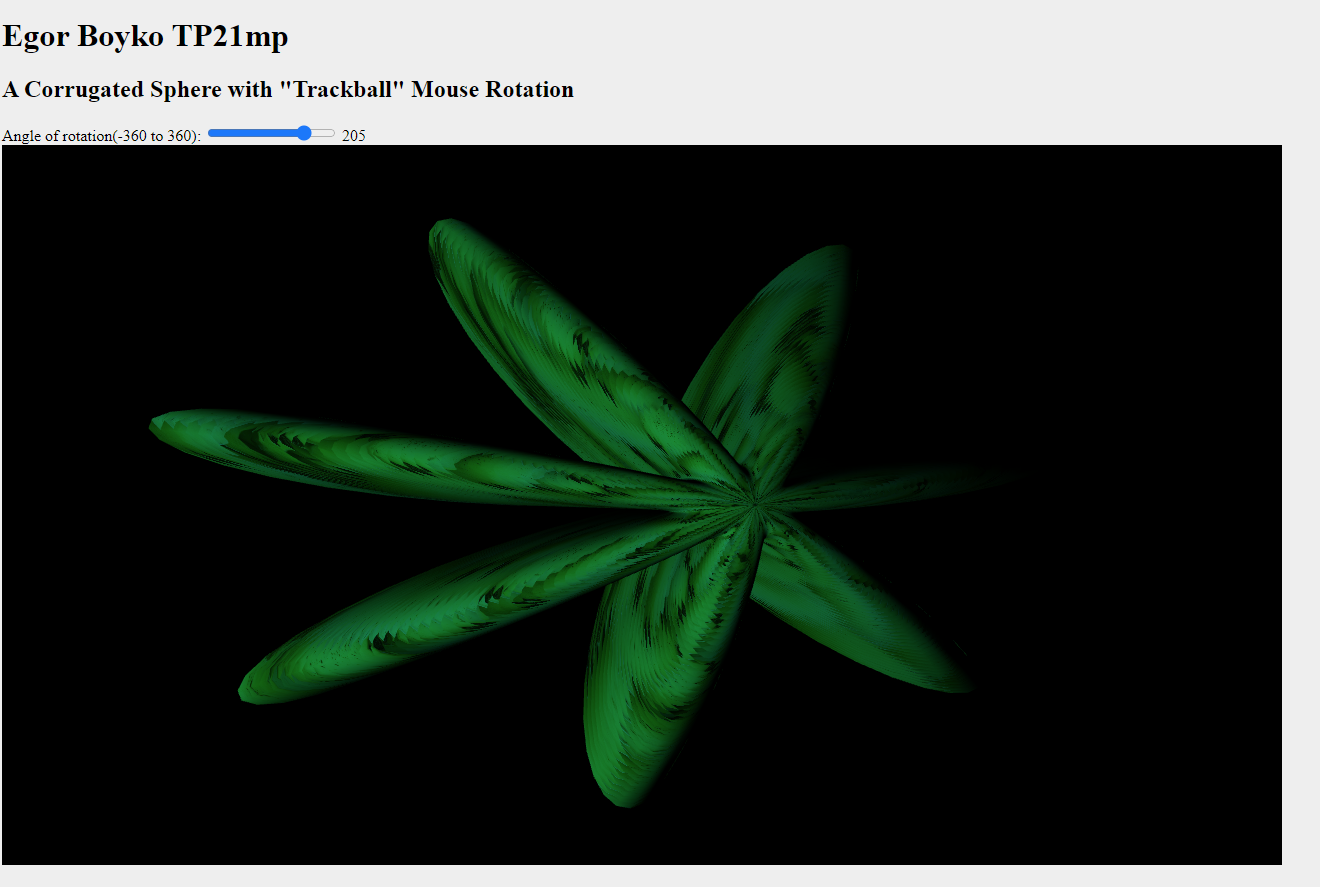 Egor Boyko TP21mp
A Corrugated Sphere with "Trackball" Mouse Rotation
Angle of rotation(-360 to 360): 205